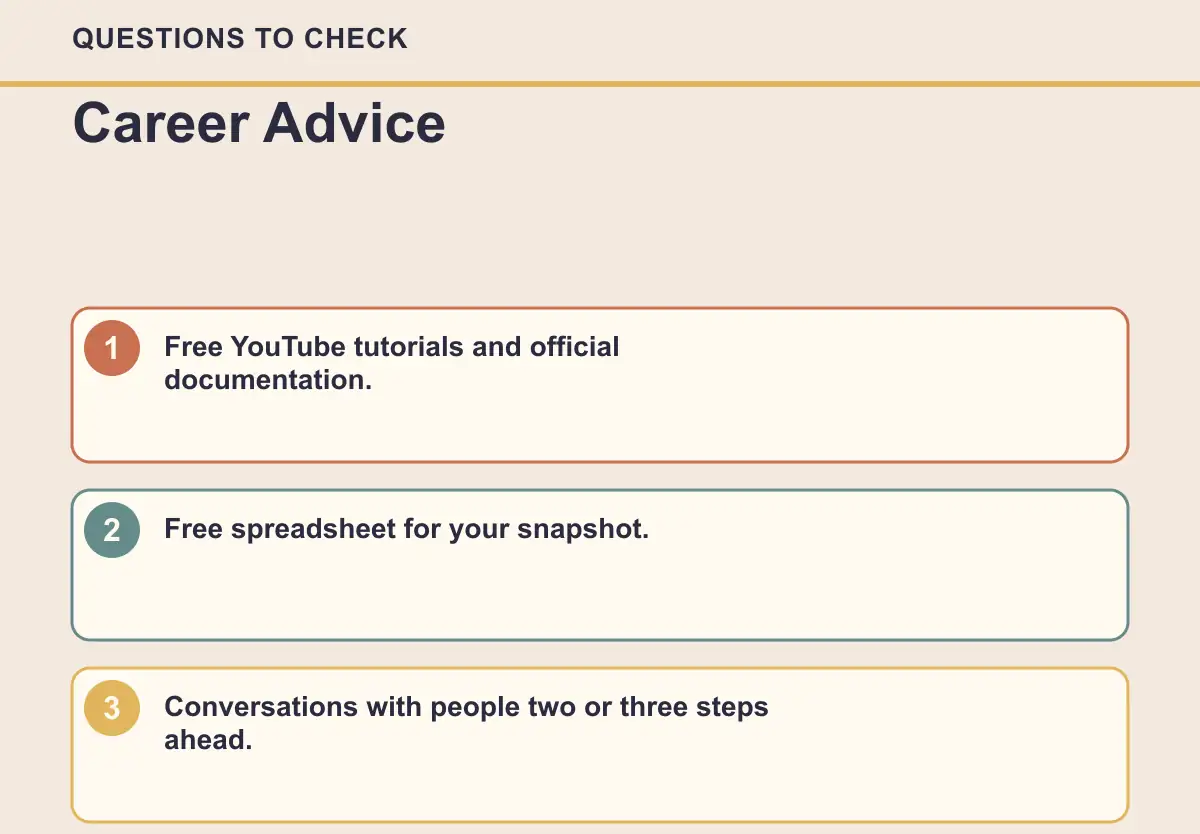 QUESTIONS TO CHECK
Career Advice
1
Free YouTube tutorials and official
documentation.
2
Free spreadsheet for your snapshot.
3
Conversations with people two or three steps
ahead.